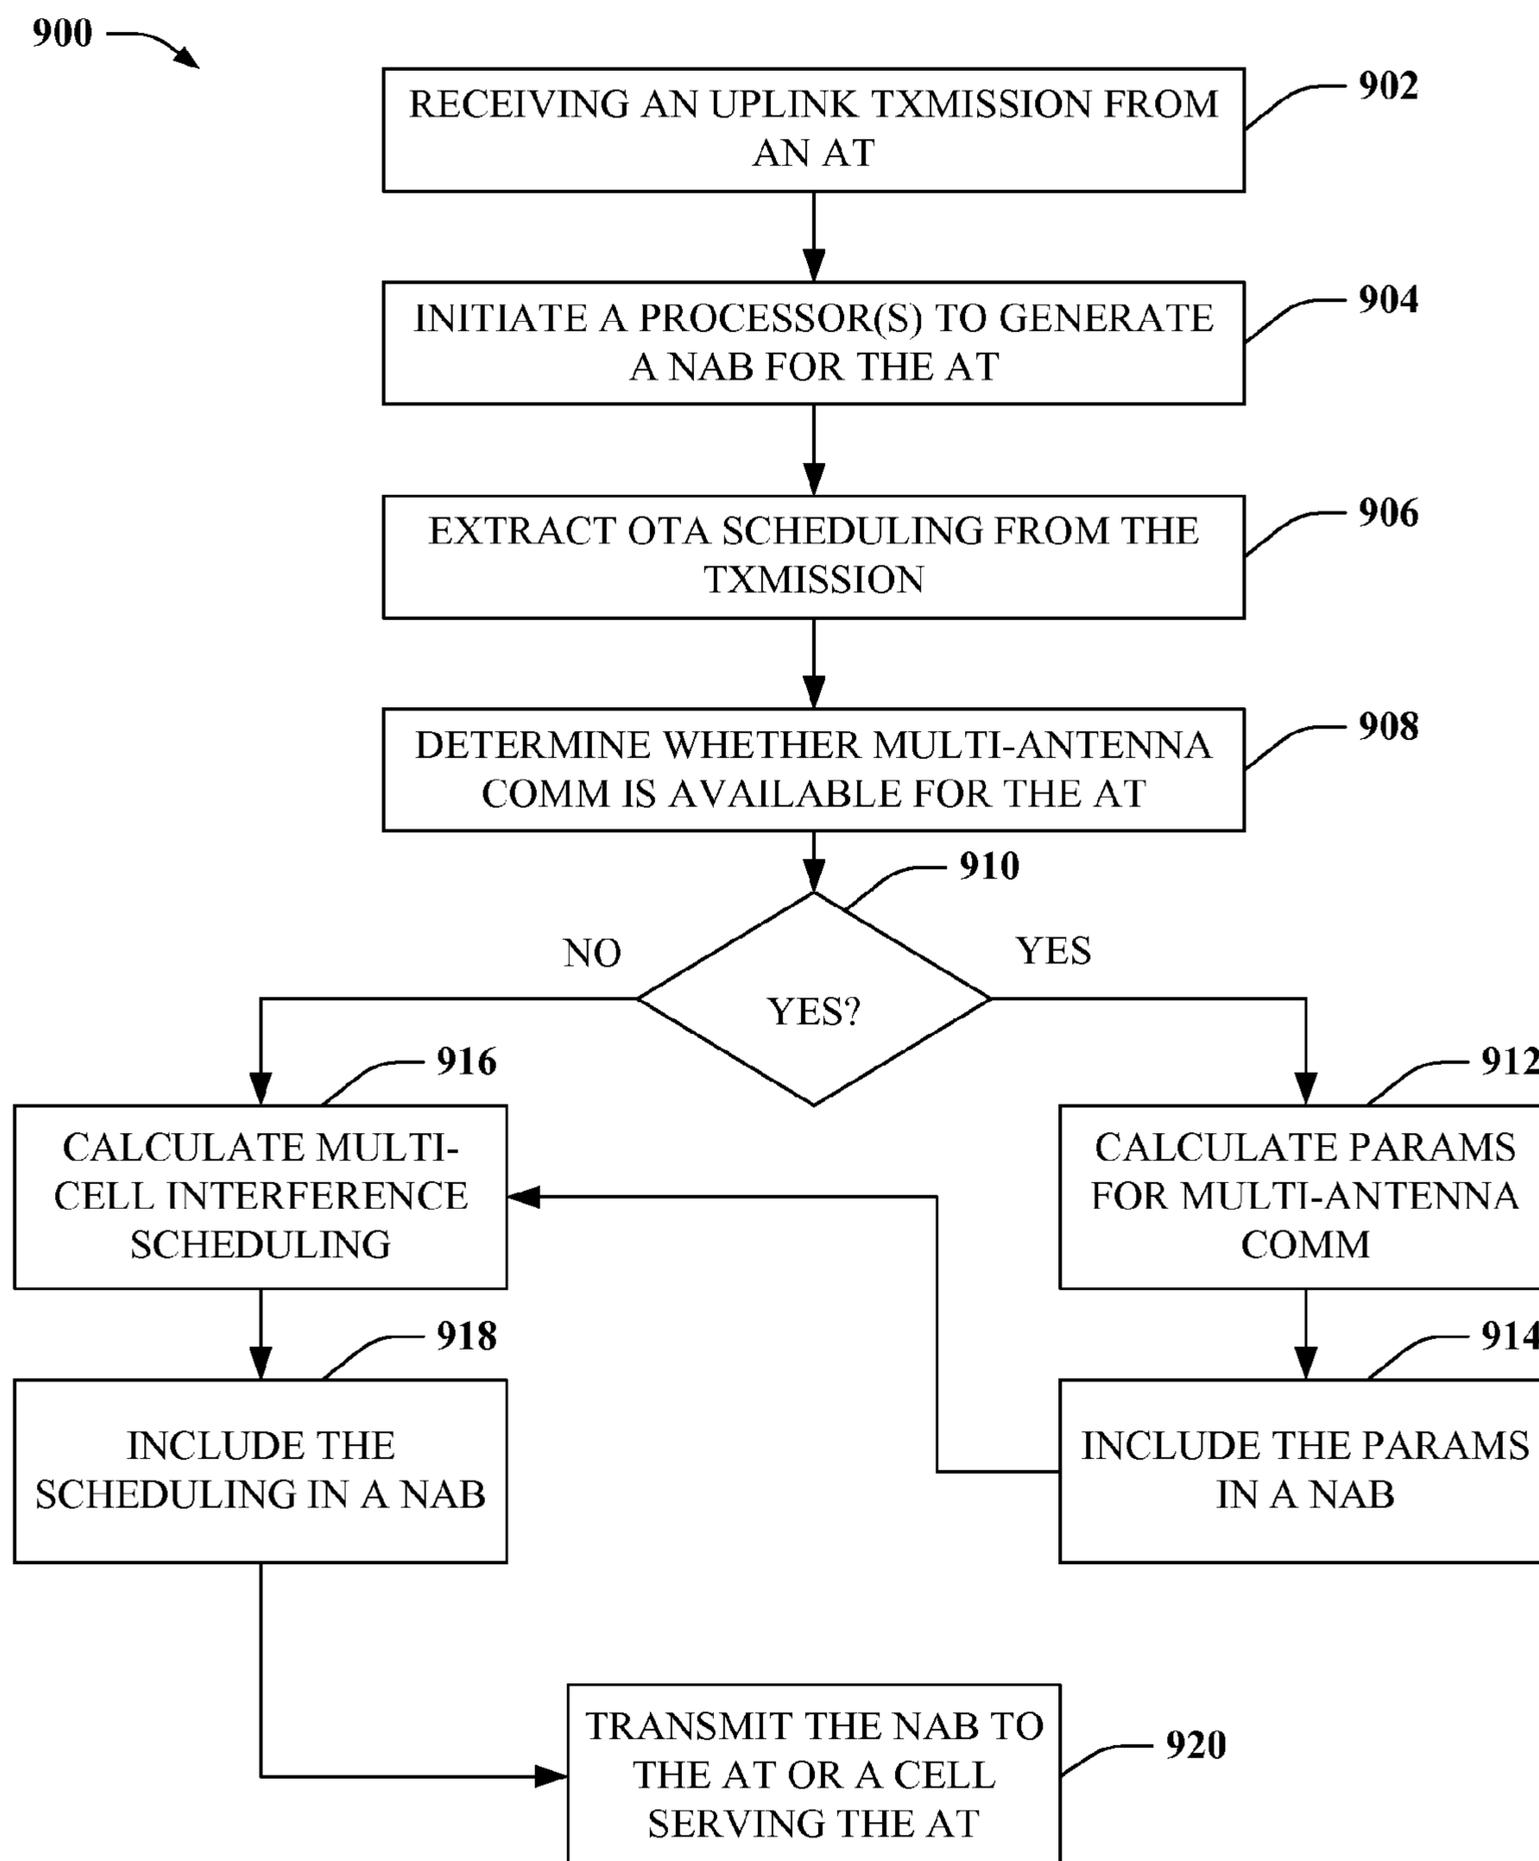 900
RECEIVING AN UPLINK TXMISSION FROM
AN AT
902
INITIATE A PROCESSOR(S) TO GENERATE
A NAB FOR THE AT
904
EXTRACT OTA SCHEDULING FROM THE
TXMISSION
906
DETERMINE WHETHER MULTI-ANTENNA
COMM IS AVAILABLE FOR THE AT
908
910
NO
YES
YES?
916
CALCULATE MULTI-
CELL INTERFERENCE
SCHEDULING
912
CALCULATE PARAMS
FOR MULTI-ANTENNA
COMM
918
INCLUDE THE
SCHEDULING IN A NAB
914
INCLUDE THE PARAMS
IN A NAB
TRANSMIT THE NAB TO
THE AT OR A CELL
SERVING THE AT
920